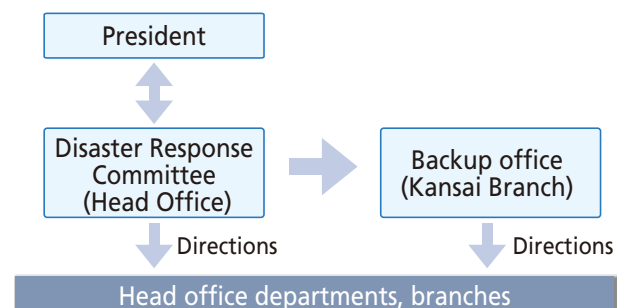 President
Disaster Response
Committee
(Head Office)
Backup office
(Kansai Branch)
Directions
Directions
Head office departments, branches